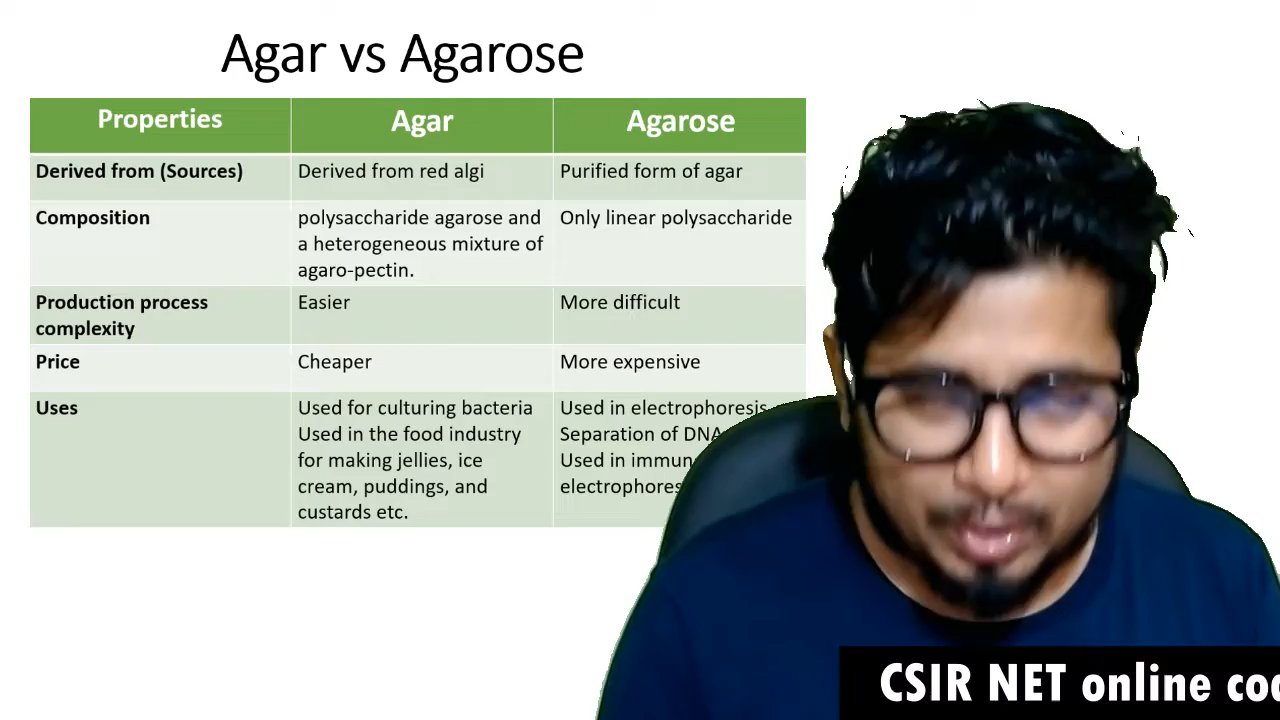 Agar vs Agarose
Properties Agar Agarose
Derived from (Sources) Derived from red algi Purified form of agar
Composition polysaccharide agarose and Only linear polysaccharide
a heterogeneous mixture of
agaro-pectin.
Production process Easier More difficult
complexity
Price Cheaper More expensive
Uses Used for culturing bacteria Used in electrophoresis
Used in the food industry Separation of DNA
for making jellies, ice Used in
cream, puddings, and
custards etc.
CSIR NET online